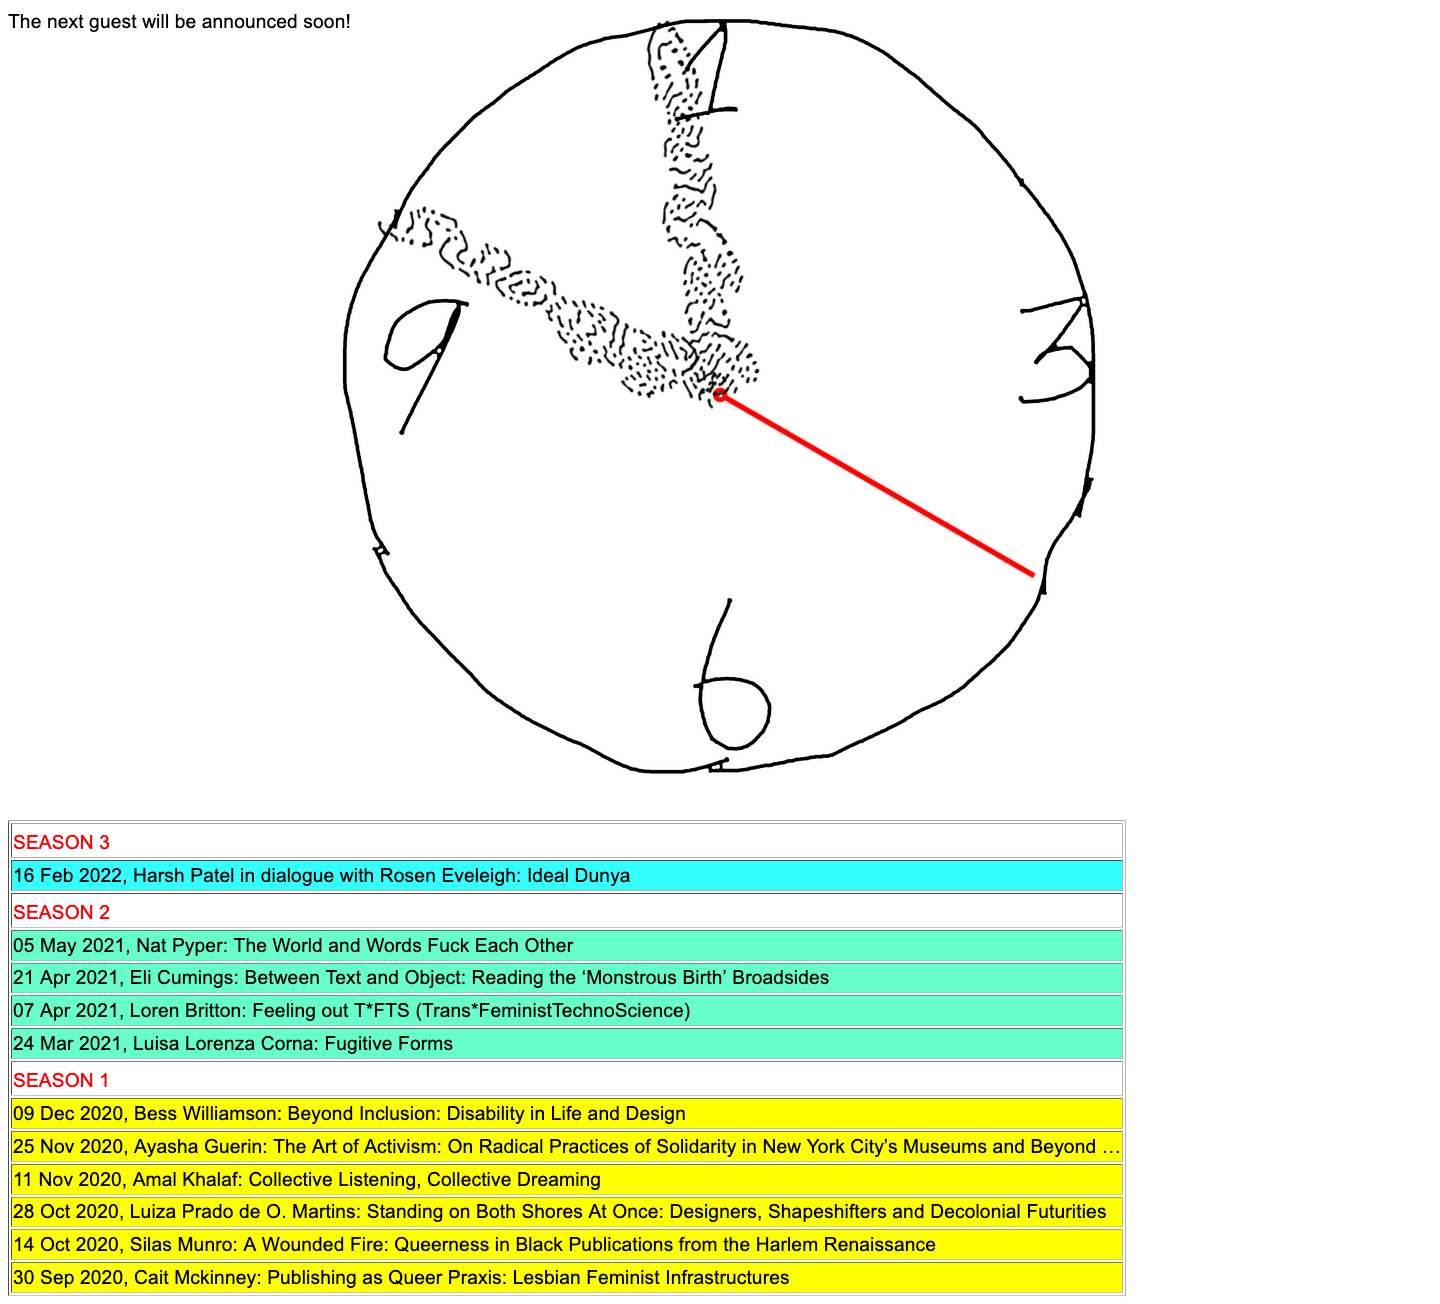 The next guest will be announced soon!
1
3
9
6
SEASON 3
16 Feb 2022, Harsh Patel in dialogue with Rosen Eveleigh: Ideal Dunya
SEASON 2
05 May 2021, Nat Pyper: The World and Words Fuck Each Other
21 Apr 2021, Eli Cumings: Between Text and Object: Reading the ‘Monstrous Birth’ Broadsides
07 Apr 2021, Loren Britton: Feeling out T*FTS (Trans*FeministTechnoScience)
24 Mar 2021, Luisa Lorenza Corna: Fugitive Forms
SEASON 1
09 Dec 2020, Bess Williamson: Beyond Inclusion: Disability in Life and Design
25 Nov 2020, Ayasha Guerin: The Art of Activism: On Radical Practices of Solidarity in New York City’s Museums and Beyond …
11 Nov 2020, Amal Khalaf: Collective Listening, Collective Dreaming
28 Oct 2020, Luiza Prado de O. Martins: Standing on Both Shores At Once: Designers, Shapeshifters and Decolonial Futurities
14 Oct 2020, Silas Munro: A Wounded Fire: Queerness in Black Publications from the Harlem Renaissance
30 Sep 2020, Cait Mckinney: Publishing as Queer Praxis: Lesbian Feminist Infrastructures